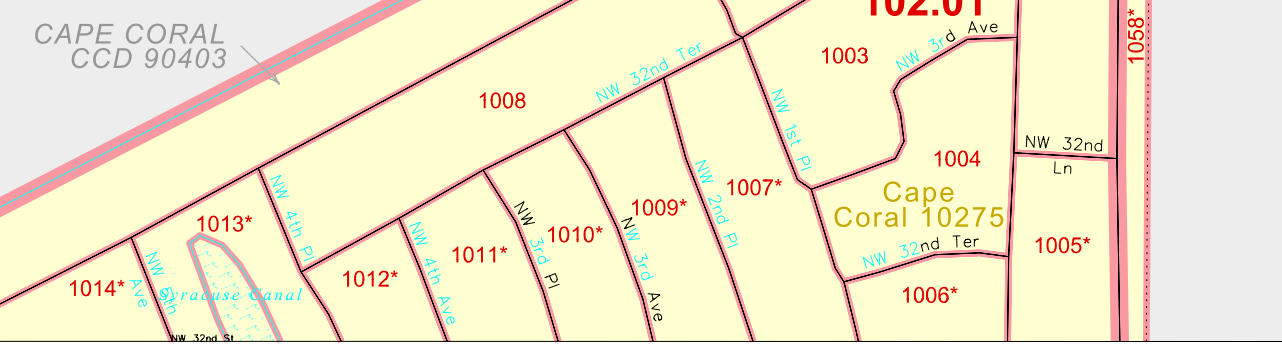 102.01
CAPE CORAL
CCD 90403
1058*
1003
NW 3rd Ave
NW 32nd Ter
1008
NW 1st Pl
NW 32nd
Ln
1004
Cape
Coral 10275
NW 2nd Pl
1007*
1009*
NW 4th Pl
1013*
NW 3rd Pl
1010*
NW 3rd Ave
NW 4th Ave
1011*
NW 32nd Ter
1005*
1012*
1014*
NW 5th
Ave
Syracuse Canal
1006*
NW 32nd St